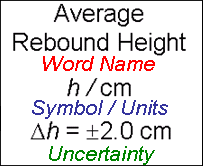 Average
Rebound Height
Word Name
h / cm
Symbol / Units
Δh = ±2.0 cm
Uncertainty